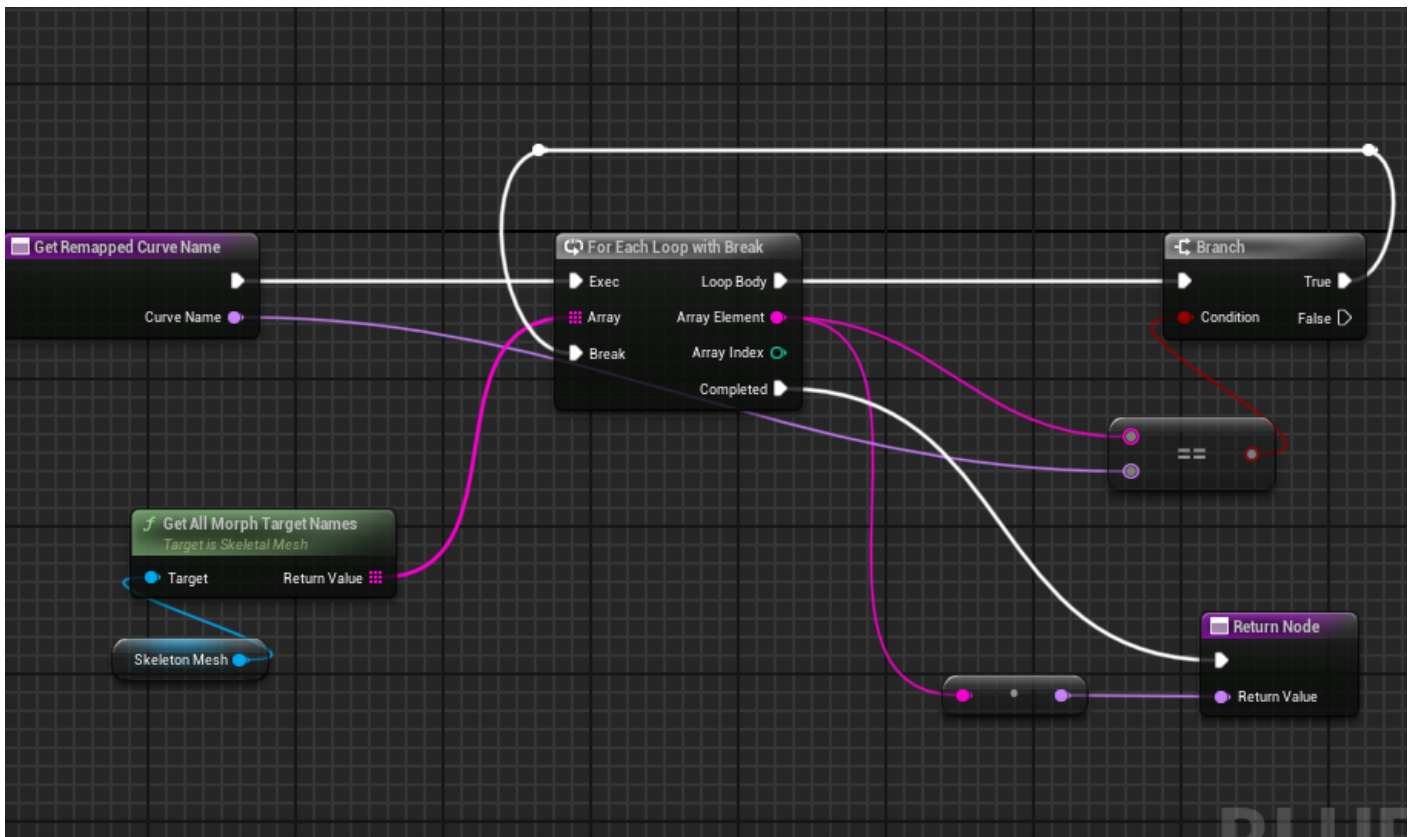 Get Remapped Curve Name
Curve Name
For Each Loop with Break
Exec
Loop Body
Array
Array Element
Break
Array Index
Completed
Branch
True
Condition
False
==
f Get All Morph Target Names
Target is Skeletal Mesh
Target
Return Value
Skeleton Mesh
Return Node
Return Value